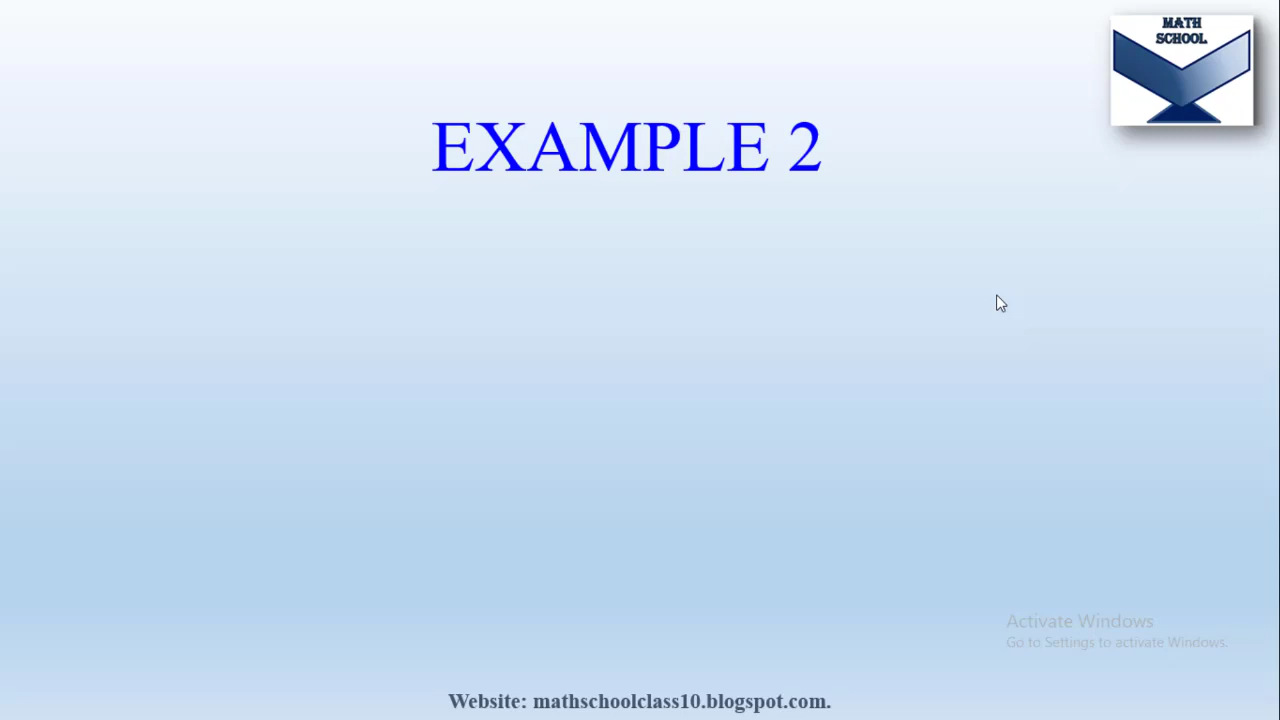 MATH
SCHOOL
EXAMPLE 2
Activate Windows
Go to Settings to activate Windows.
Website: mathschoolclass10.blogspot.com.